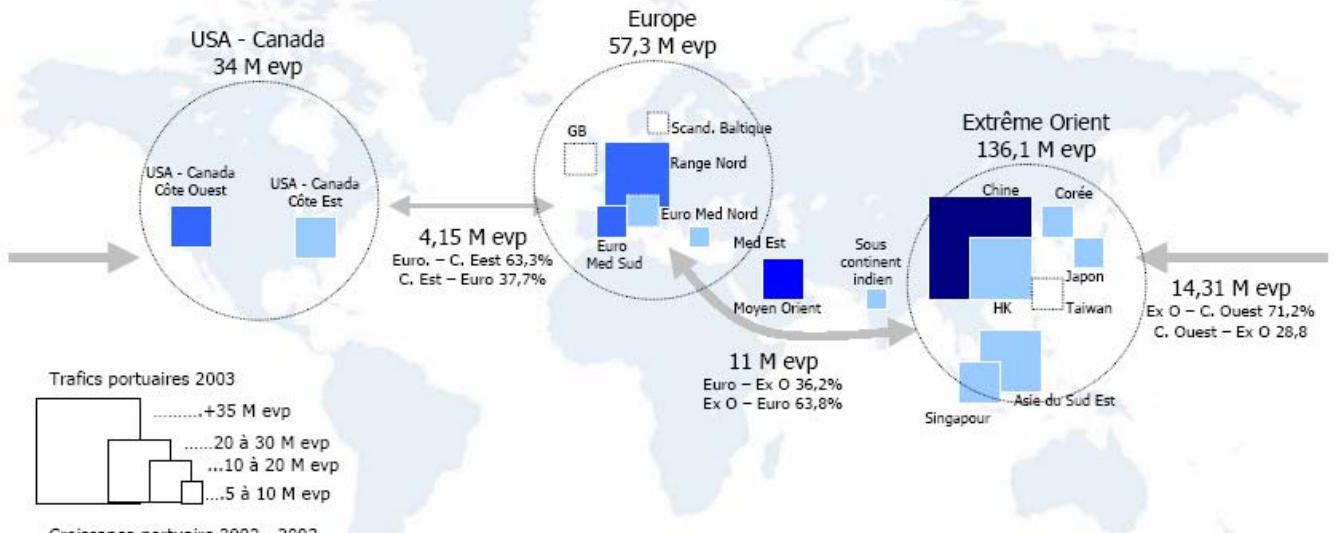 USA - Canada
34 M evp
USA - Canada
Côte Ouest
USA - Canada
Côte Est
4,15 M evp
Euro. – C. Eest 63,3%
C. Est – Euro 37,7%
Europe
57,3 M evp
GB
Scand. Baltique
Range Nord
Euro Med Nord
Euro
Med Sud
Med Est
Moyen Orient
Sous
continent
indien
11 M evp
Euro – Ex O 36,2%
Ex O – Euro 63,8%
Extrême Orient
136,1 M evp
Chine
Corée
Japon
HK
Taiwan
Asie du Sud Est
Singapour
14,31 M evp
Ex O – C. Ouest 71,2%
C. Ouest – Ex O 28,8
Trafics portuaires 2003
.........+35 M evp
......20 à 30 M evp
...10 à 20 M evp
....5 à 10 M evp